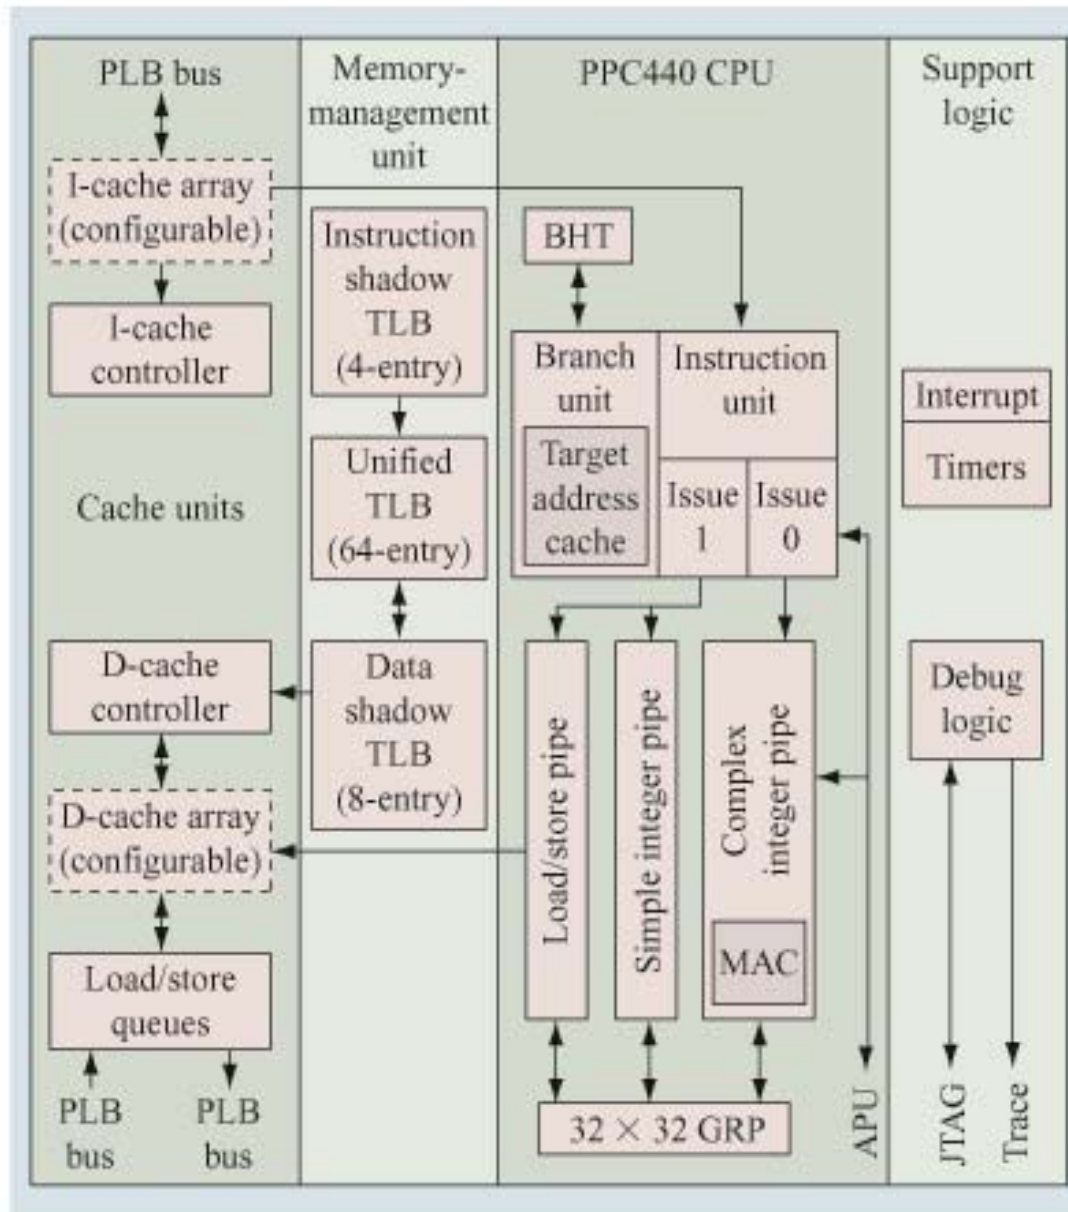 PLB bus
I-cache array
(configurable)
I-cache
controller
Cache units
D-cache
controller
D-cache array
(configurable)
Load/store
queues
PLB
bus
PLB
bus
Memory-
management
unit
Instruction
shadow
TLB
(4-entry)
Unified
TLB
(64-entry)
Data
shadow
TLB
(8-entry)
PPC440 CPU
BHT
Branch
unit
Target
address
cache
Instruction
unit
Issue
1
Issue
0
Load/store pipe
Simple integer pipe
Complex
integer pipe
MAC
32 × 32 GRP
APU
Support
logic
Interrupt
Timers
Debug
logic
JTAG
Trace